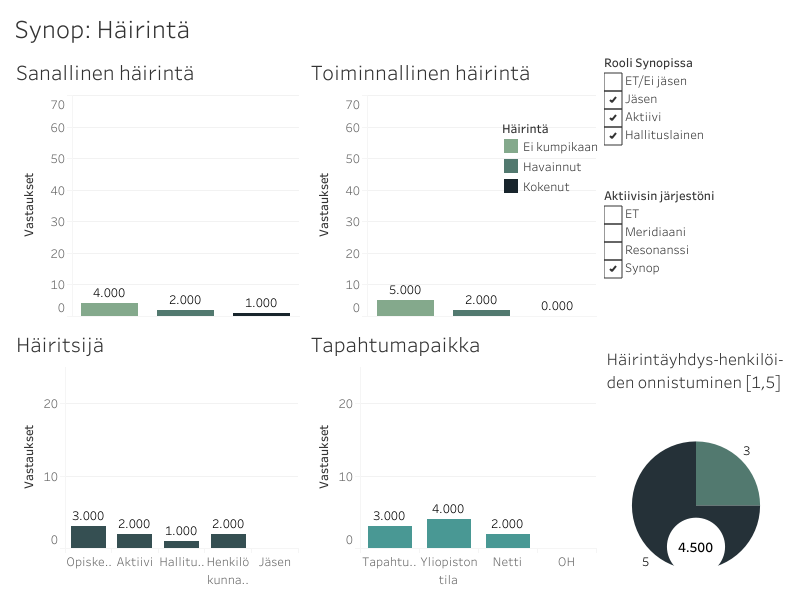 Synop: Häirintä
Sanallinen häirintä
Vastaukset
70
60
50
40
30
20
10
0
4.000
2.000
1.000
Toiminnallinen häirintä
Vastaukset
70
60
50
40
30
20
10
0
5.000
2.000
0.000
Häirintä
Ei kumpikaan
Havainnut
Kokenut
Rooli Synopissa
ET/Ei jäsen
Jäsen
Aktiivi
Hallituslainen
Aktiivisin järjestöni
ET
Meridiaani
Resonanssi
Synop
Häiritsijä
Vastaukset
20
10
0
3.000
2.000
1.000
2.000
Opiske..
Aktiivi
Hallitu..
Henkilö
kunna..
Jäsen
Tapahtumapaikka
Vastaukset
20
10
0
3.000
4.000
2.000
Tapahtu..
Yliopiston
tila
Netti
OH
Häirintäyhdys-henkilöi-
den onnistuminen [1,5]
3
4.500
5